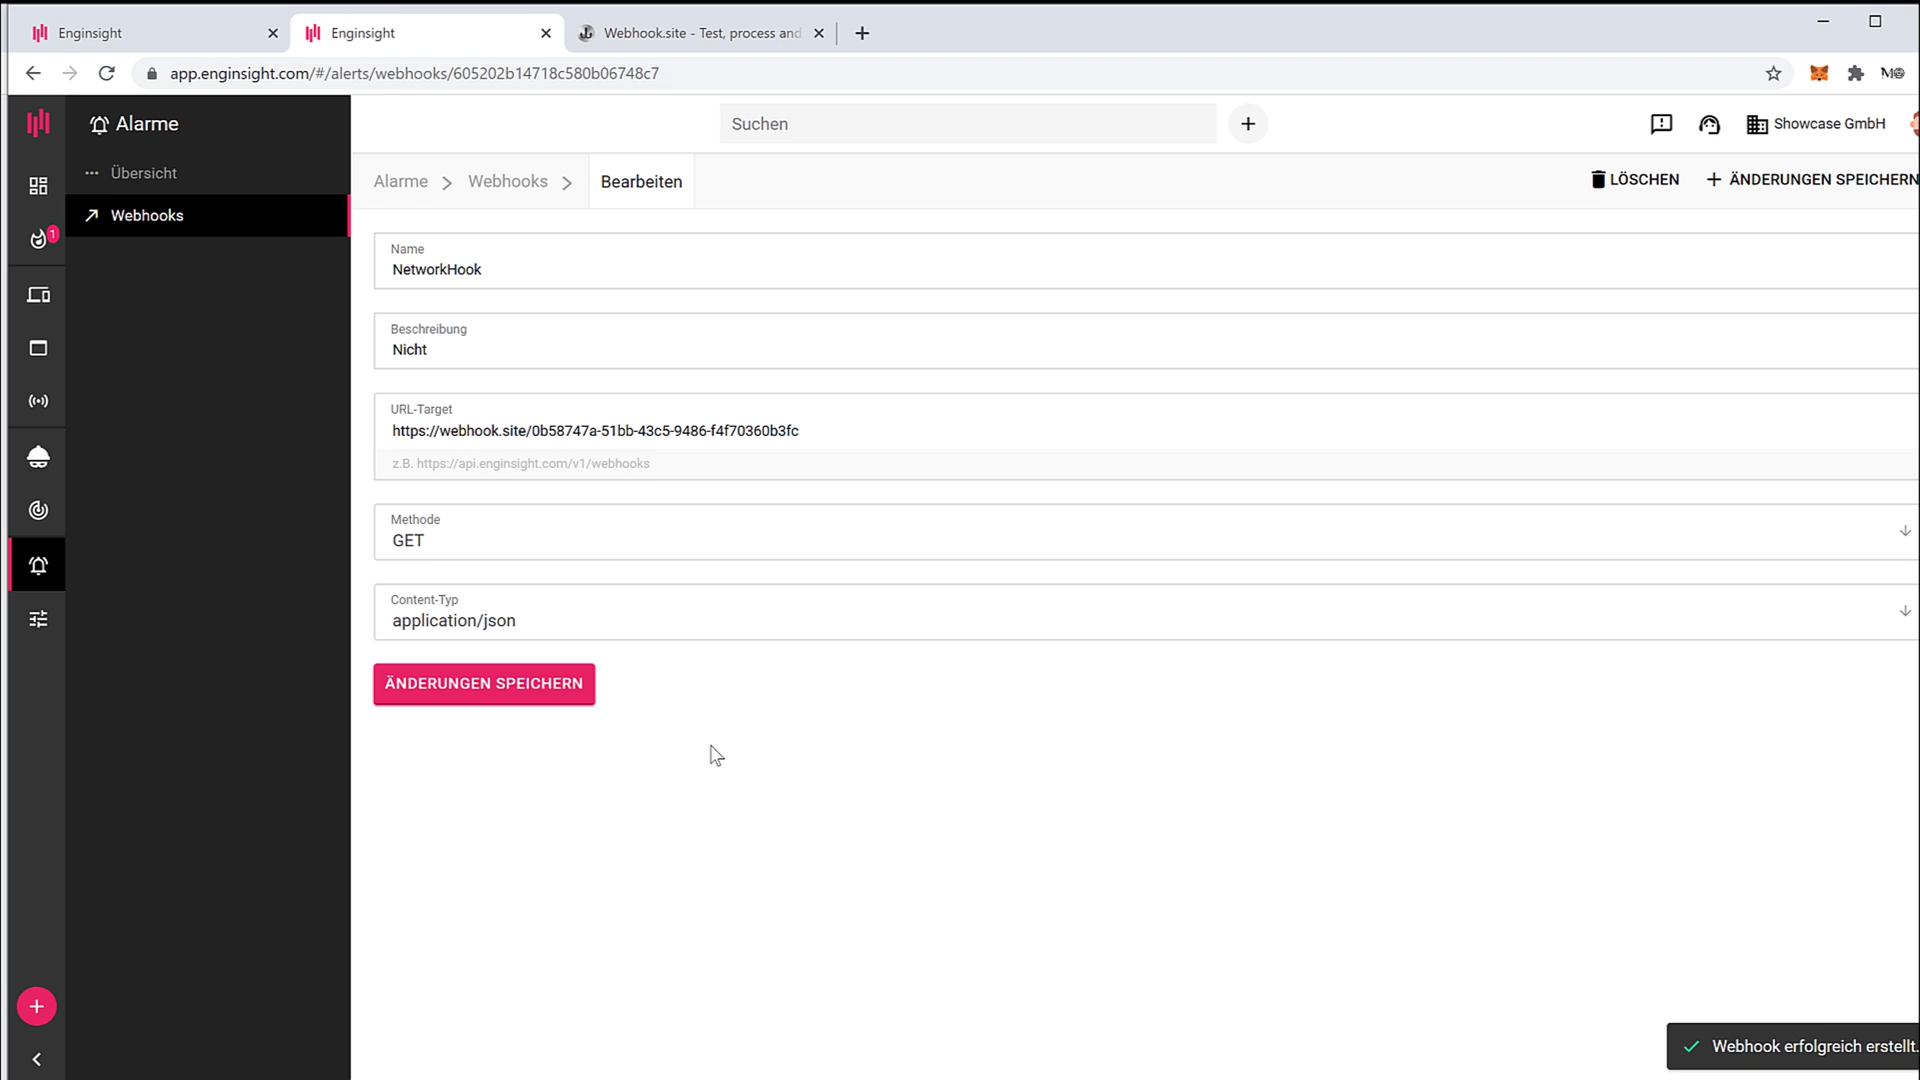 Enginsight
Enginsight
Webhook.site - Test, process and
app.enginsight.com/#/alerts/webhooks/605202b14718c580b06748c7
Alarme
Suchen
Showcase GmbH
Übersicht
Webhooks
Alarme
Webhooks
Bearbeiten
LÖSCHEN
ÄNDERUNGEN SPEICHERN
1
Name
NetworkHook
Beschreibung
Nicht
URL-Target
https://webhook.site/0b58747a-51bb-43c5-9486-f4f70360b3fc
z.B. https://api.enginsight.com/v1/webhooks
Methode
GET
Content-Typ
application/json
ÄNDERUNGEN SPEICHERN
Webhook erfolgreich erstellt.